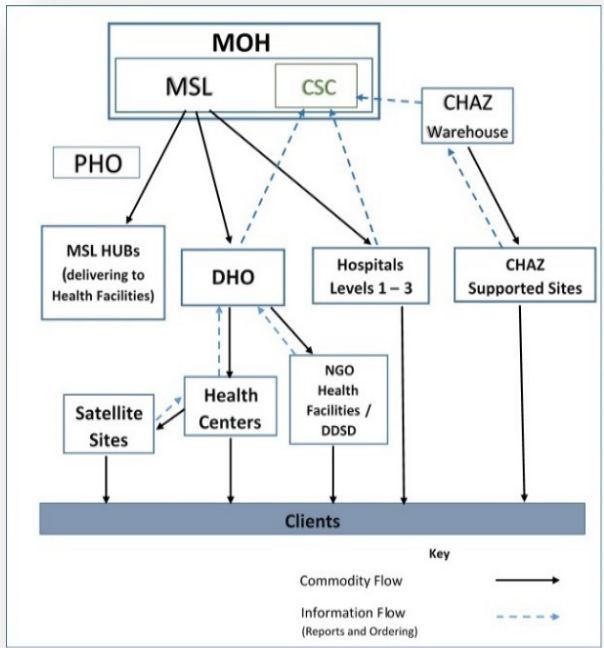 MOH
MSL
CSC
CHAZ
Warehouse
PHO
MSL HUBs
(delivering to
Health Facilities)
DHO
Hospitals
Levels 1 – 3
CHAZ
Supported Sites
Satellite
Sites
Health
Centers
NGO
Health
Facilities /
DDSD
Clients
Key
Commodity Flow
Information Flow
(Reports and Ordering)